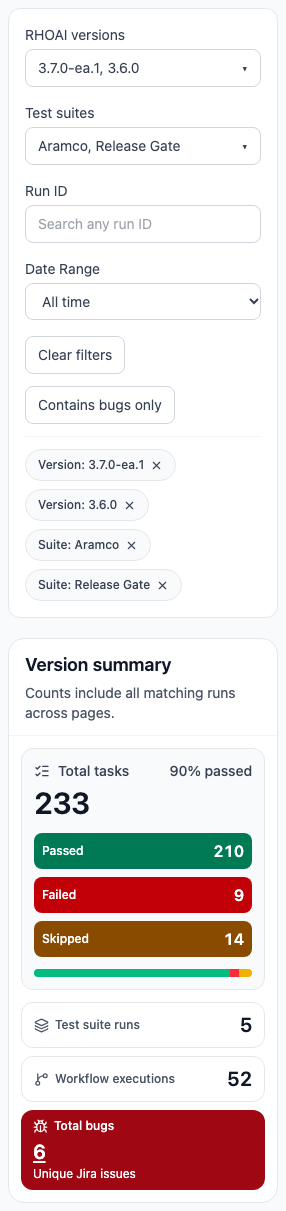 RHOAI versions
3.7.0-ea.1, 3.6.0
Test suites
Aramco, Release Gate
Run ID
Search any run ID
Date Range
All time
Clear filters
Contains bugs only
Version: 3.7.0-ea.1 ×
Version: 3.6.0 ×
Suite: Aramco ×
Suite: Release Gate ×
Version summary
Counts include all matching runs
across pages.
Total tasks 90% passed
233
Passed 210
Failed 9
Skipped 14
Test suite runs 5
Workflow executions 52
Total bugs
6
Unique Jira issues